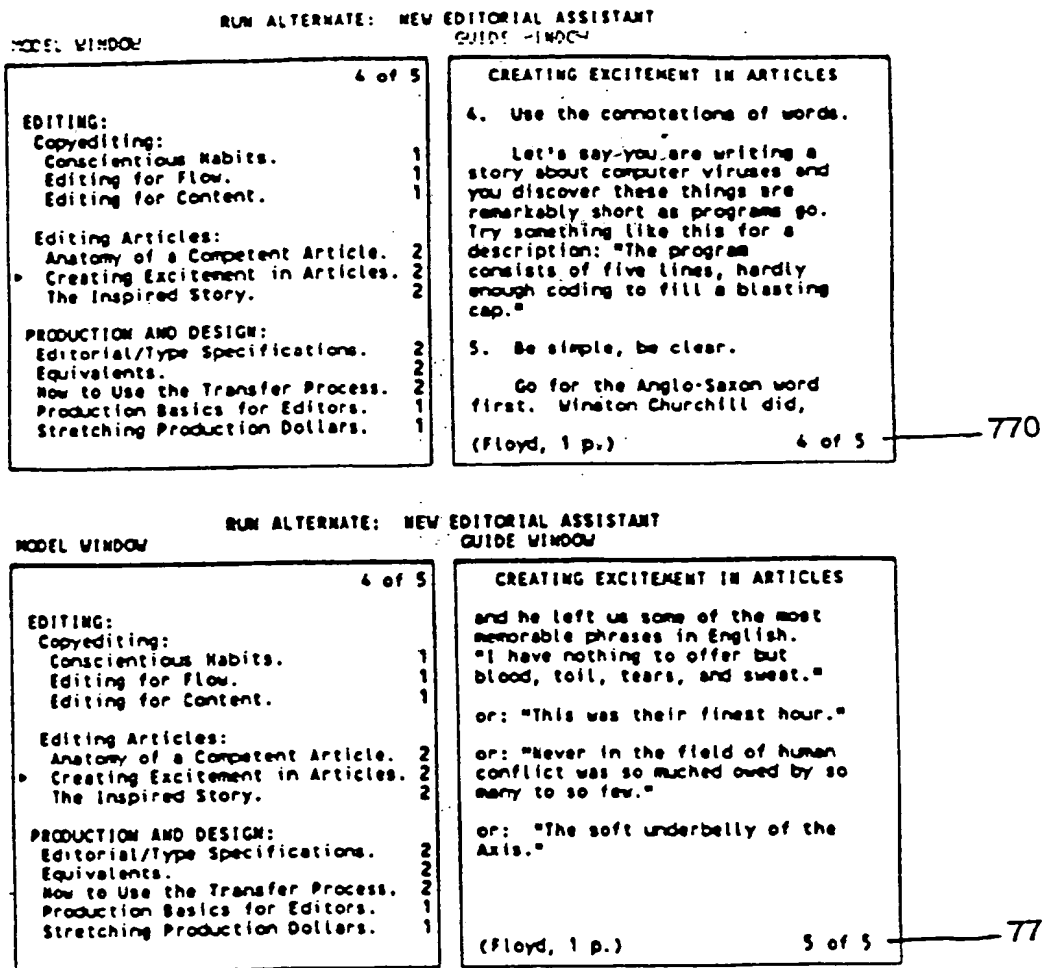 RUN ALTERNATE: NEW EDITORIAL ASSISTANT
MODEL WINDOW
GUIDE WINDOW
4 of 5
EDITING:
Copyediting:
Conscientious Habits. 1
Editing for Flow. 1
Editing for Content. 1
Editing Articles:
Anatomy of a Competent Article. 2
▸ Creating Excitement in Articles. 2
The Inspired Story. 2
PRODUCTION AND DESIGN:
Editorial/Type Specifications. 2
Equivalents. 2
How to Use the Transfer Process. 2
Production Basics for Editors. 1
Stretching Production Dollars. 1
CREATING EXCITEMENT IN ARTICLES
4. Use the connotations of words.
Let's say you are writing a
story about computer viruses and
you discover these things are
remarkably short as programs go.
Try something like this for a
description: "The program
consists of five lines, hardly
enough coding to fill a blasting
cap."
5. Be simple, be clear.
Go for the Anglo-Saxon word
first. Winston Churchill did,
(Floyd, 1 p.) 4 of 5
770
RUN ALTERNATE: NEW EDITORIAL ASSISTANT
MODEL WINDOW
GUIDE WINDOW
4 of 5
EDITING:
Copyediting:
Conscientious Habits. 1
Editing for Flow. 1
Editing for Content. 1
Editing Articles:
Anatomy of a Competent Article. 2
▸ Creating Excitement in Articles. 2
The Inspired Story. 2
PRODUCTION AND DESIGN:
Editorial/Type Specifications. 2
Equivalents. 2
How to Use the Transfer Process. 2
Production Basics for Editors. 1
Stretching Production Dollars. 1
CREATING EXCITEMENT IN ARTICLES
and he left us some of the most
memorable phrases in English.
"I have nothing to offer but
blood, toil, tears, and sweat."
or: "This was their finest hour."
or: "Never in the field of human
conflict was so muched owed by so
many to so few."
or: "The soft underbelly of the
Axis."
(Floyd, 1 p.) 5 of 5
77